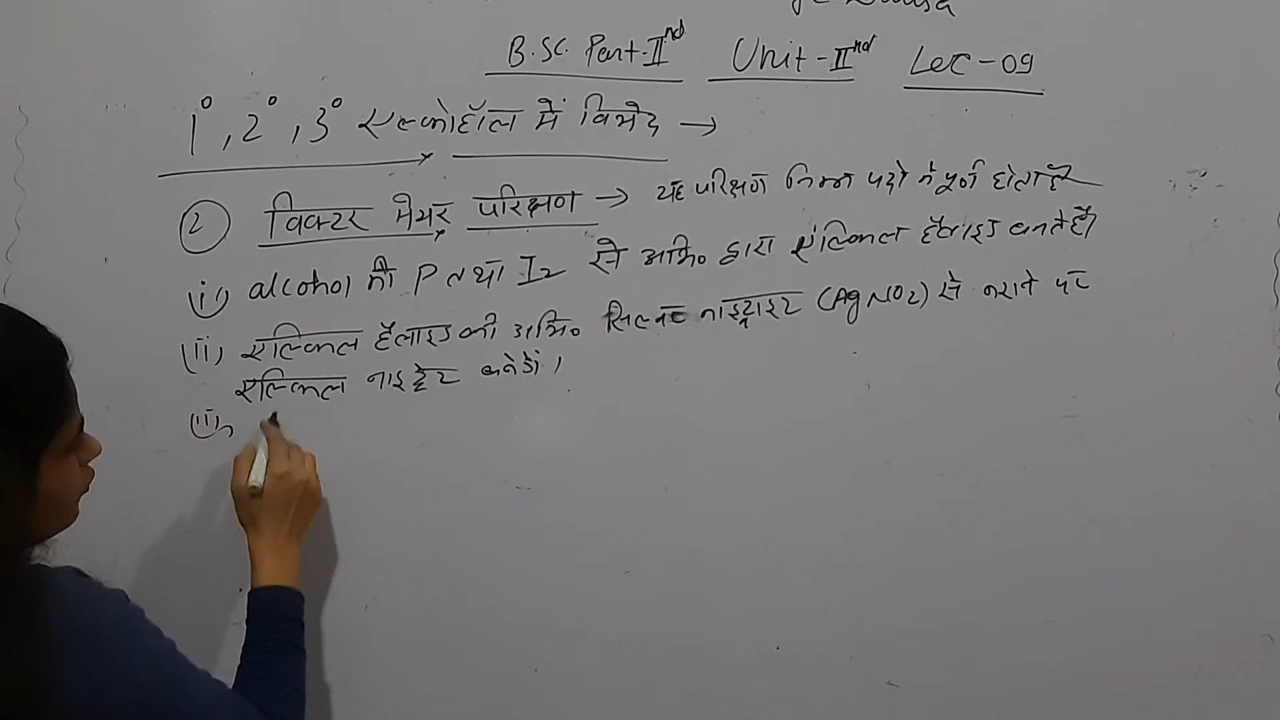 B.Sc. Part-IInd Unit-IInd Lec-09
1°, 2°, 3° एल्कोहॉल में विभेद →
② विक्टर मेयर परिक्षण → यह परिक्षण निम्न पदो में पूर्ण होता है
(i) alcohol की P तथा I2 से अभि० द्वारा एल्किल हैलाइड बनते हैं।
(ii) एल्किल हैलाइड की अभि० सिल्वर नाइट्राइट (AgNO2) से कराने पर
एल्किल नाइट्रेट बनेगें।
(ii)